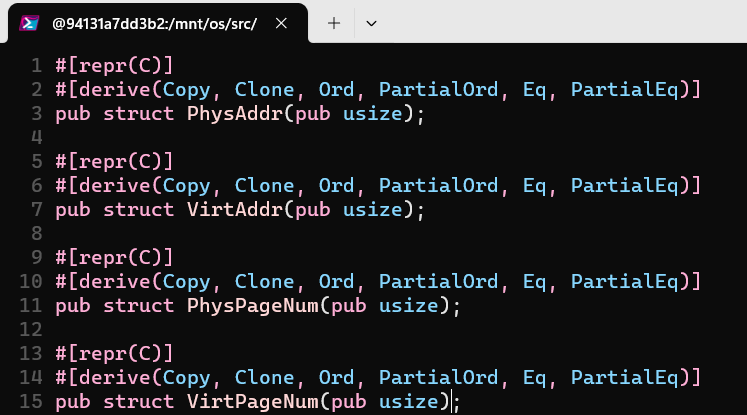 @94131a7dd3b2:/mnt/os/src/
1 #[repr(C)]
2 #[derive(Copy, Clone, Ord, PartialOrd, Eq, PartialEq)]
3 pub struct PhysAddr(pub usize);
4
5 #[repr(C)]
6 #[derive(Copy, Clone, Ord, PartialOrd, Eq, PartialEq)]
7 pub struct VirtAddr(pub usize);
8
9 #[repr(C)]
10 #[derive(Copy, Clone, Ord, PartialOrd, Eq, PartialEq)]
11 pub struct PhysPageNum(pub usize);
12
13 #[repr(C)]
14 #[derive(Copy, Clone, Ord, PartialOrd, Eq, PartialEq)]
15 pub struct VirtPageNum(pub usize);